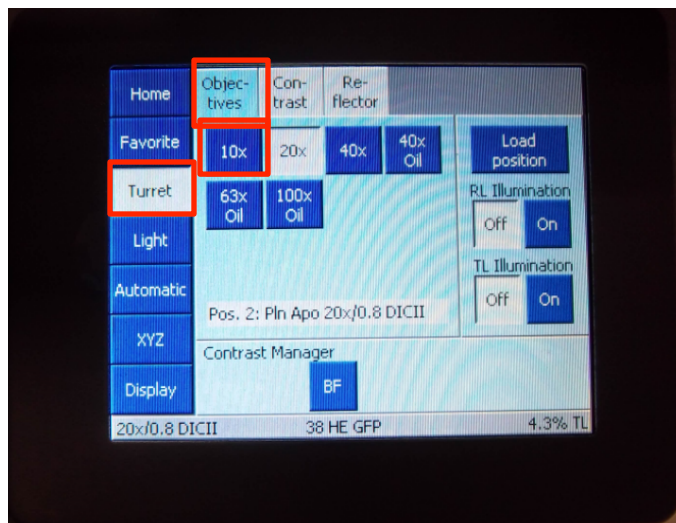 Home
Favorite
Turret
Light
Automatic
XYZ
Display
Objec-
tives
Con-
trast
Re-
flector
10x
20x
40x
40x
Oil
63x
Oil
100x
Oil
Pos. 2: Pln Apo 20x/0.8 DICII
Load
position
RL Illumination
Off
On
TL Illumination
Off
On
Contrast Manager
BF
20x/0.8 DICII
38 HE GFP
4.3% TL